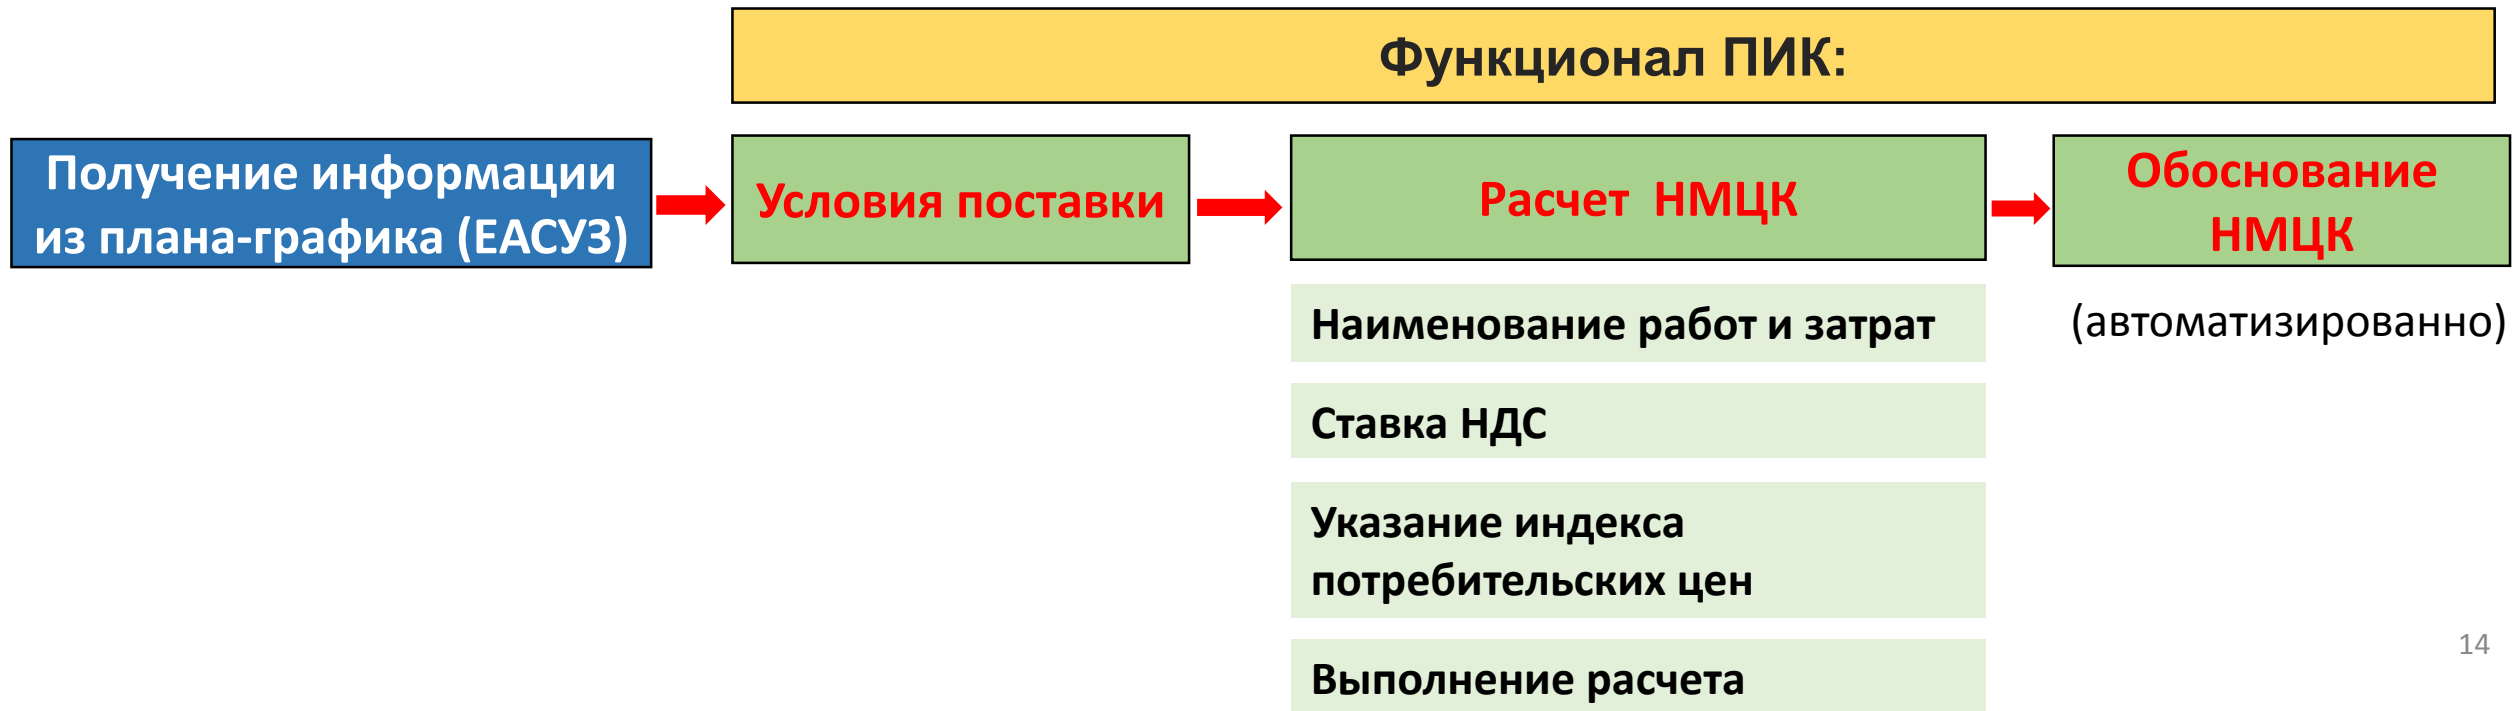 Функционал ПИК:
Получение информации
из плана-графика (ЕАСУЗ)
Условия поставки
Расчет НМЦК
Обоснование
НМЦК
(автоматизированно)
Наименование работ и затрат
Ставка НДС
Указание индекса
потребительских цен
Выполнение расчета
14